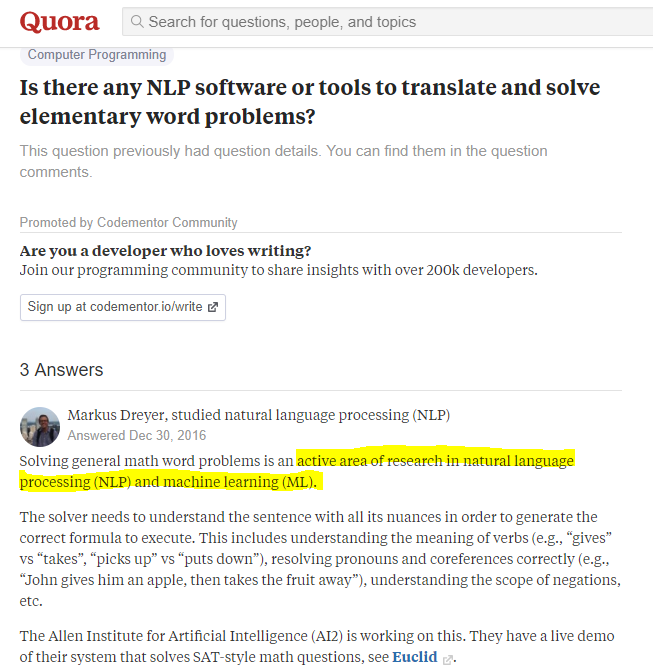 Quora
Search for questions, people, and topics
Computer Programming
Is there any NLP software or tools to translate and solve
elementary word problems?
This question previously had question details. You can find them in the question
comments.
Promoted by Codementor Community
Are you a developer who loves writing?
Join our programming community to share insights with over 200k developers.
Sign up at codementor.io/write
3 Answers
Markus Dreyer, studied natural language processing (NLP)
Answered Dec 30, 2016
Solving general math word problems is an active area of research in natural language
processing (NLP) and machine learning (ML).
The solver needs to understand the sentence with all its nuances in order to generate the
correct formula to execute. This includes understanding the meaning of verbs (e.g., “gives”
vs “takes”, “picks up” vs “puts down”), resolving pronouns and coreferences correctly (e.g.,
“John gives him an apple, then takes the fruit away”), understanding the scope of negations,
etc.
The Allen Institute for Artificial Intelligence (AI2) is working on this. They have a live demo
of their system that solves SAT-style math questions, see Euclid.